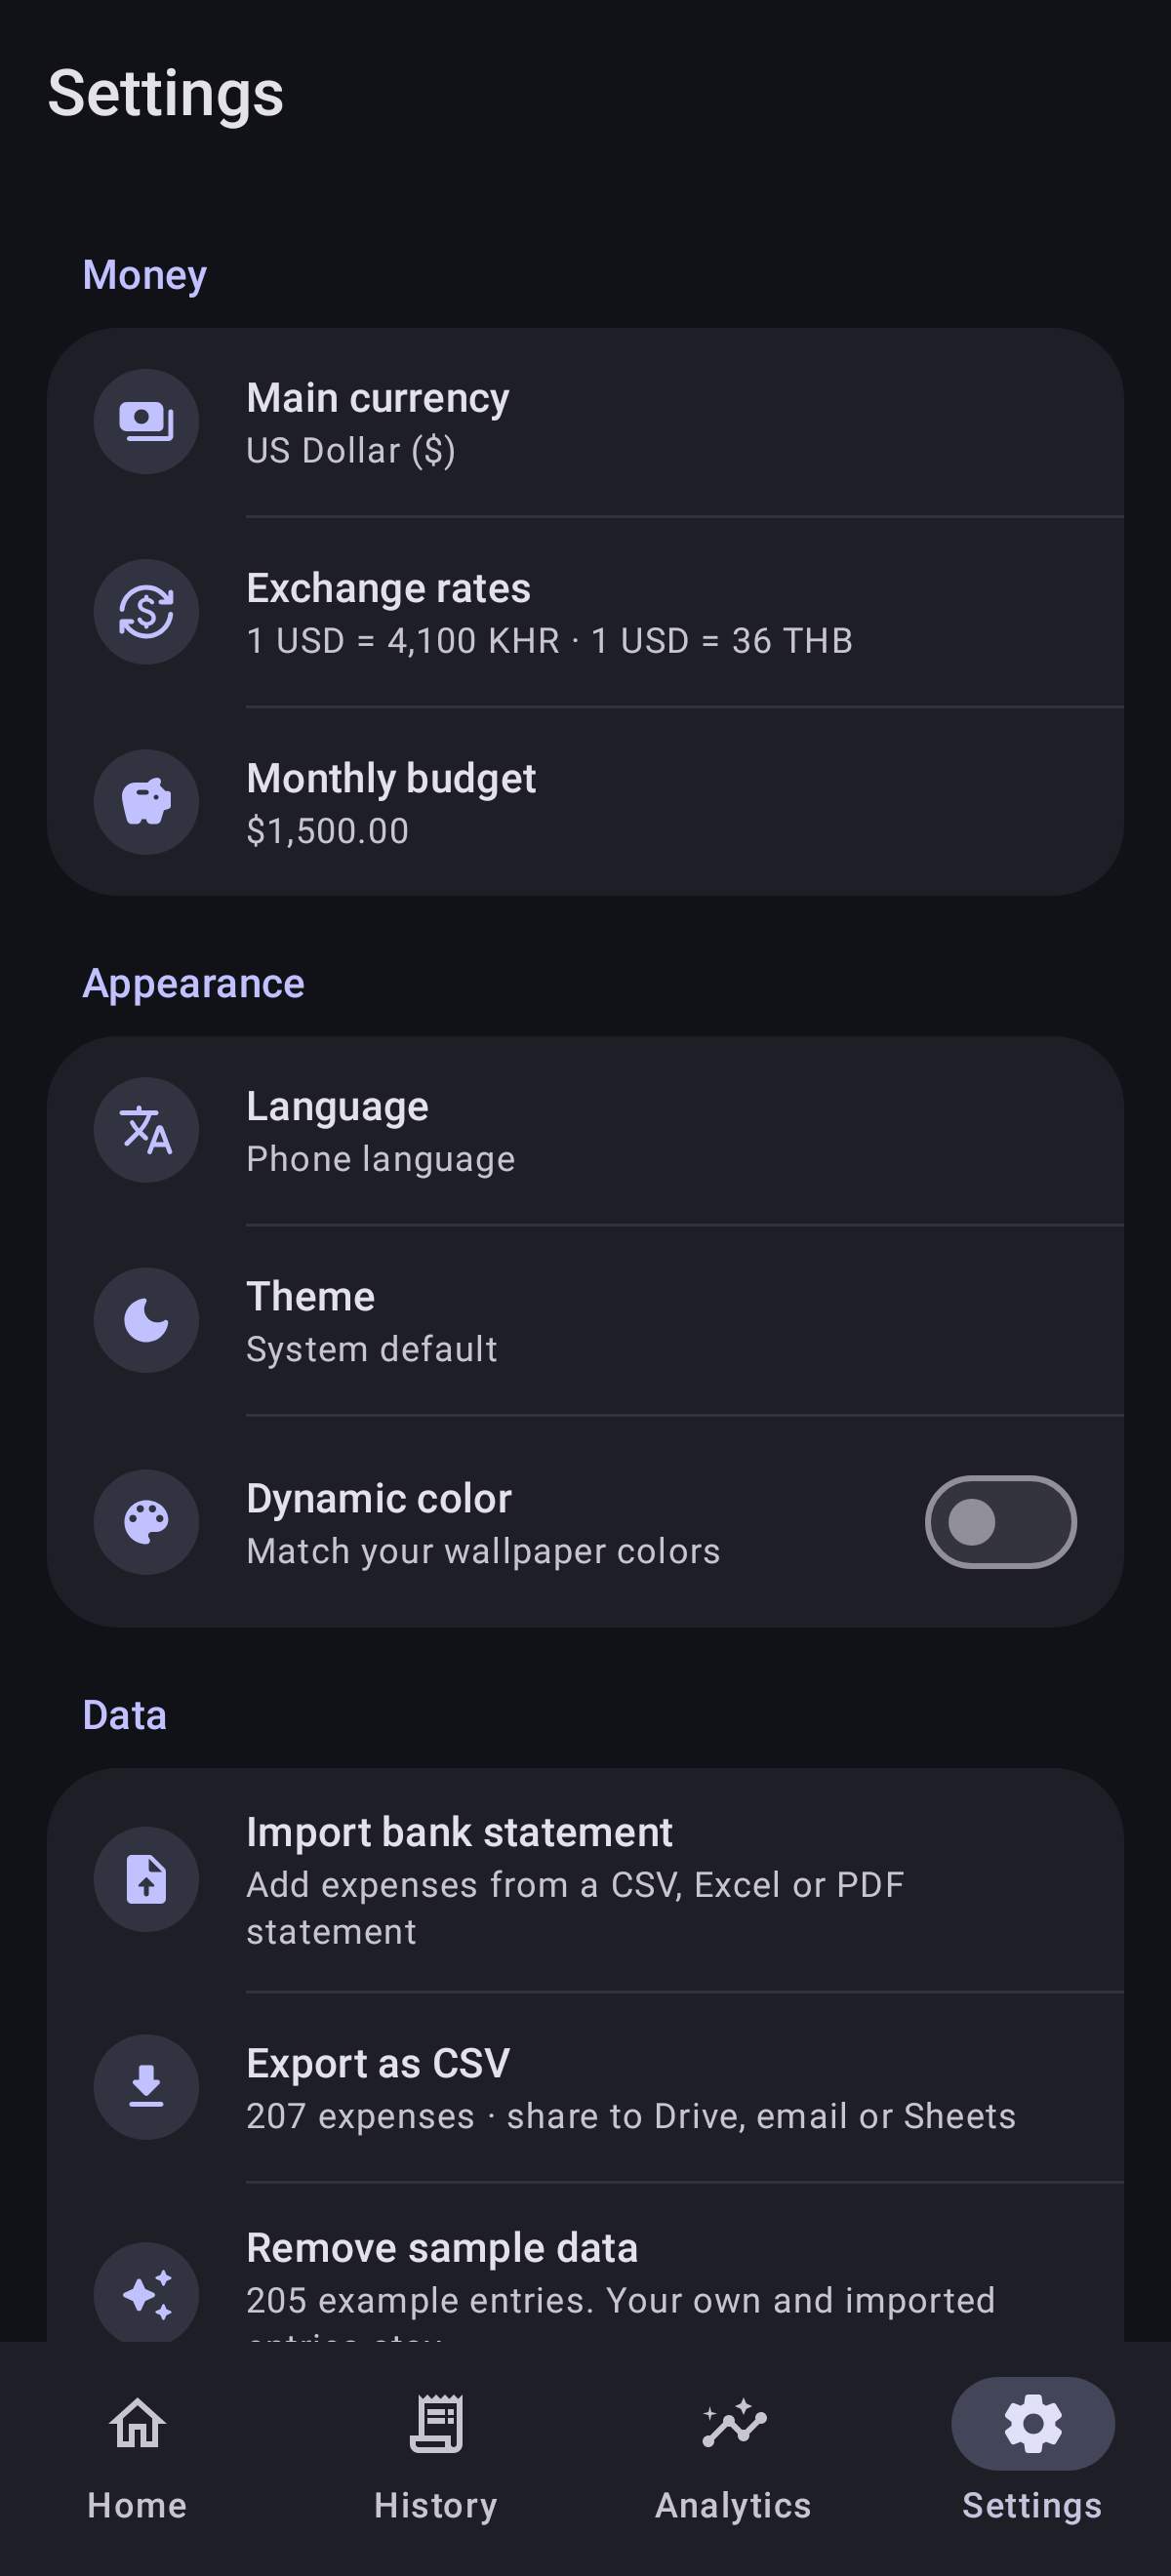 Settings
Money
Main currency
US Dollar ($)
Exchange rates
1 USD = 4,100 KHR · 1 USD = 36 THB
Monthly budget
$1,500.00
Appearance
Language
Phone language
Theme
System default
Dynamic color
Match your wallpaper colors
Data
Import bank statement
Add expenses from a CSV, Excel or PDF
statement
Export as CSV
207 expenses · share to Drive, email or Sheets
Remove sample data
205 example entries. Your own and imported
Home
History
Analytics
Settings